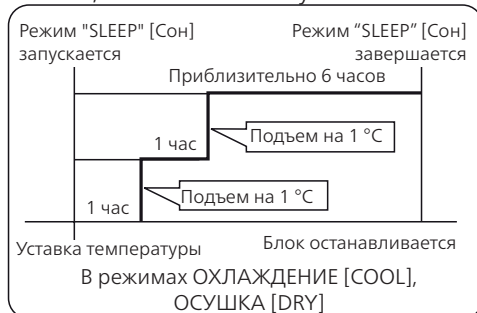 Режим "SLEEP" [Сон]
запускается
Режим “SLEEP” [Сон]
завершается
Приблизительно 6 часов
1 час
Подъем на 1 °C
1 час
Подъем на 1 °C
Уставка температуры
Блок останавливается
В режимах ОХЛАЖДЕНИЕ [COOL],
ОСУШКА [DRY]